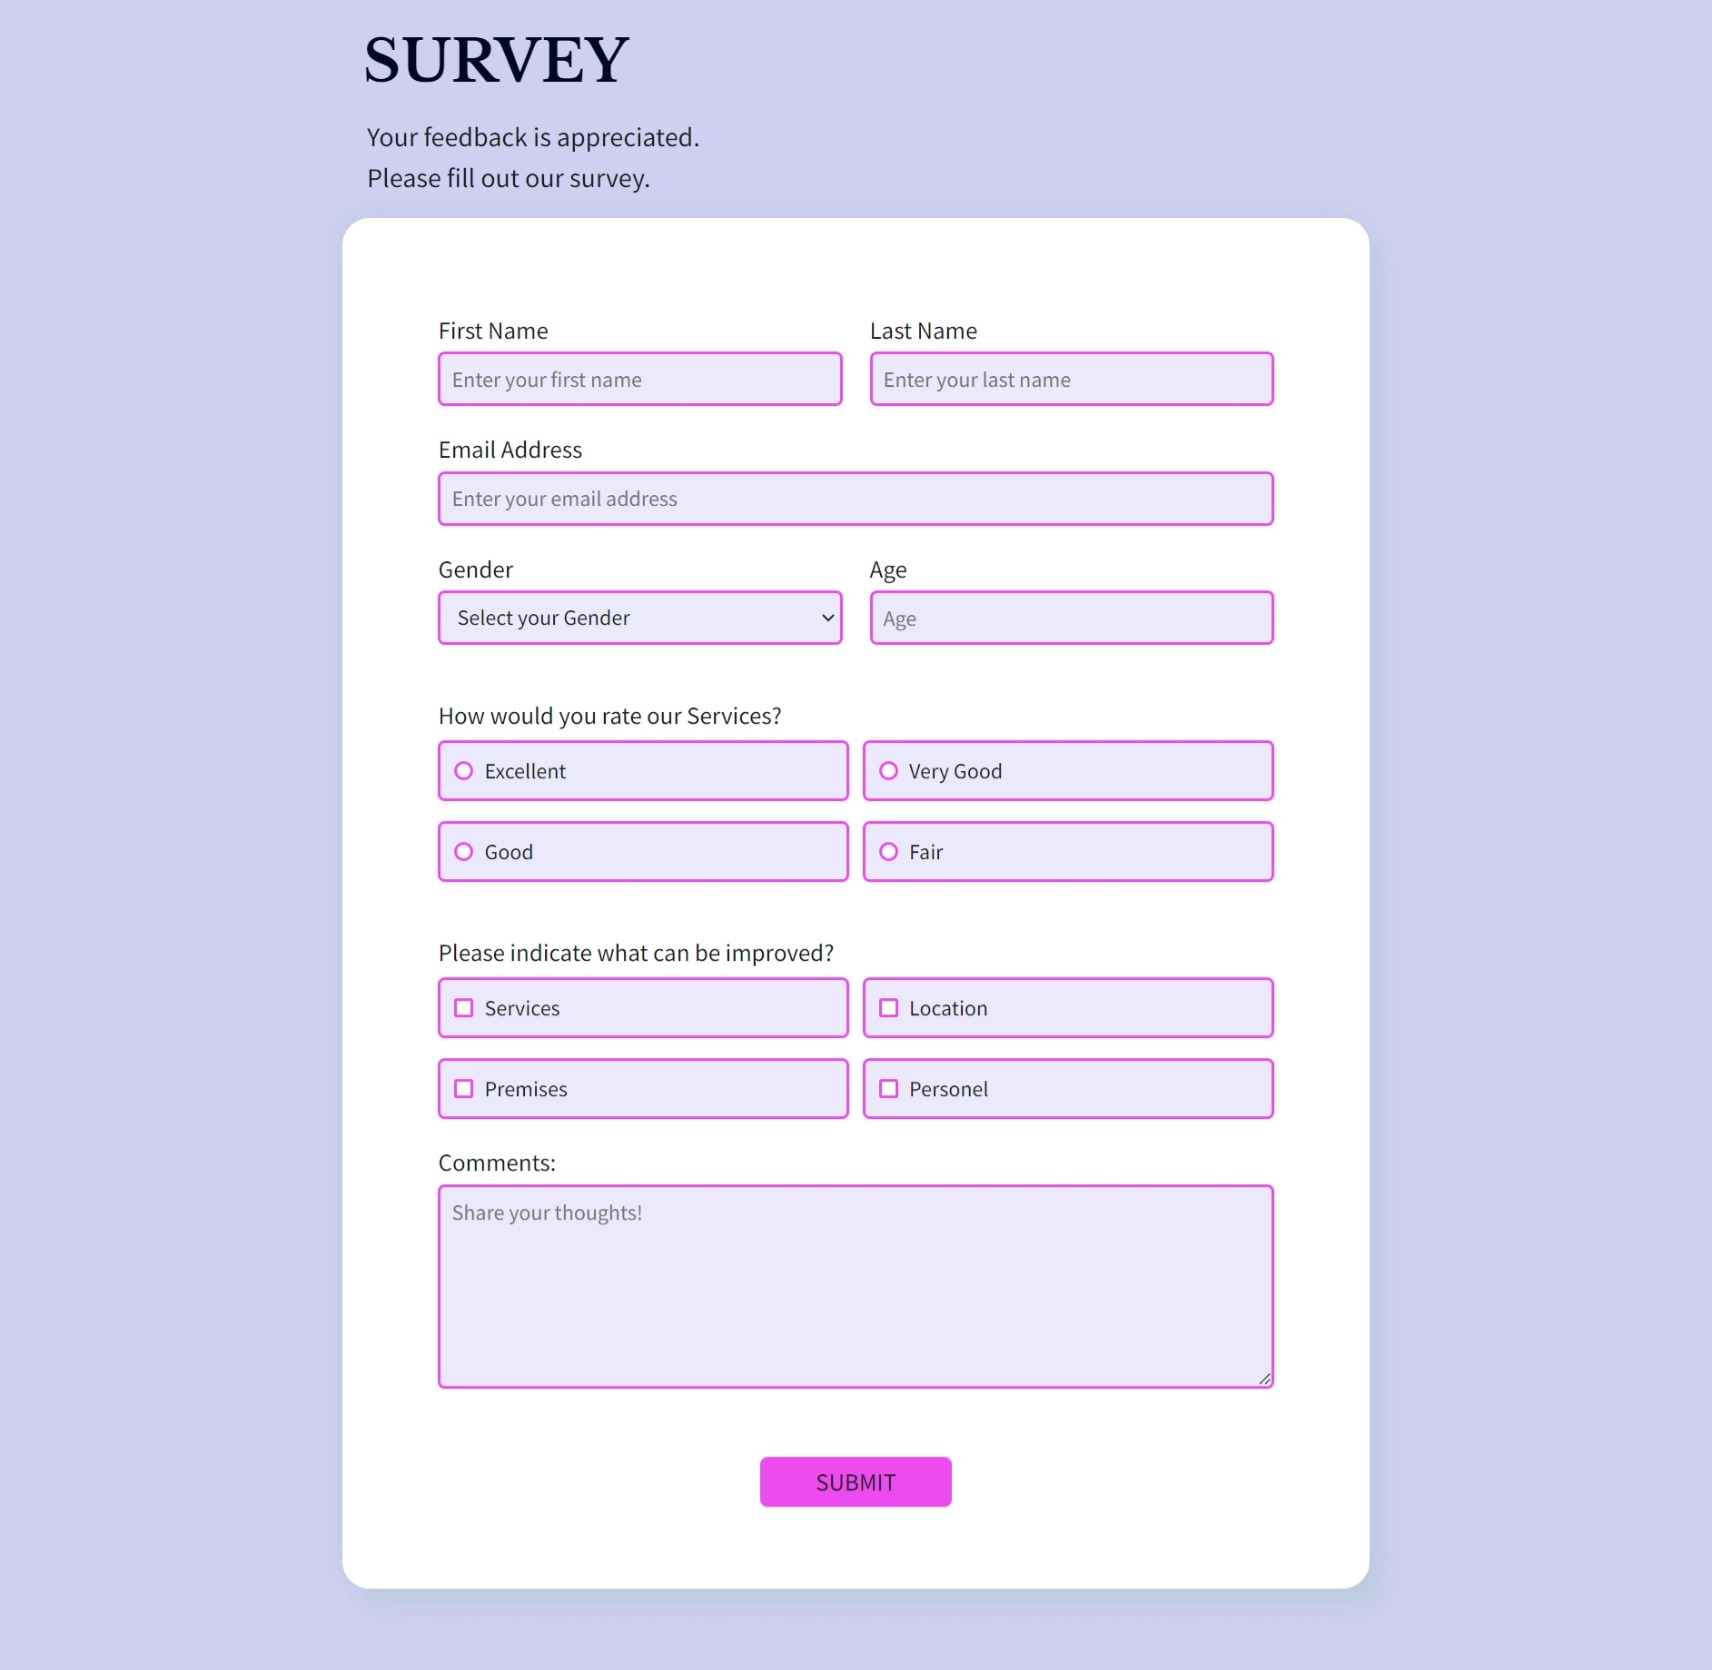 SURVEY
Your feedback is appreciated.
Please fill out our survey.
First Name
Last Name
Enter your first name
Enter your last name
Email Address
Enter your email address
Gender
Age
Select your Gender
Age
How would you rate our Services?
Excellent
Very Good
Good
Fair
Please indicate what can be improved?
Services
Location
Premises
Personel
Comments:
Share your thoughts!
SUBMIT